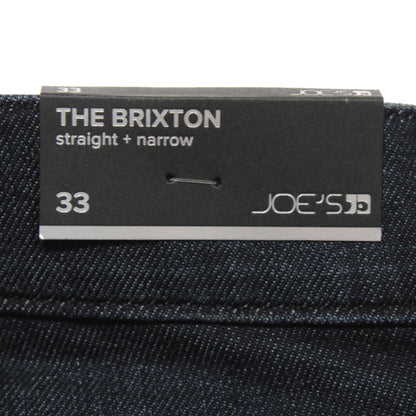 33 JOE'S
THE BRIXTON
straight + narrow
33 JOE'S